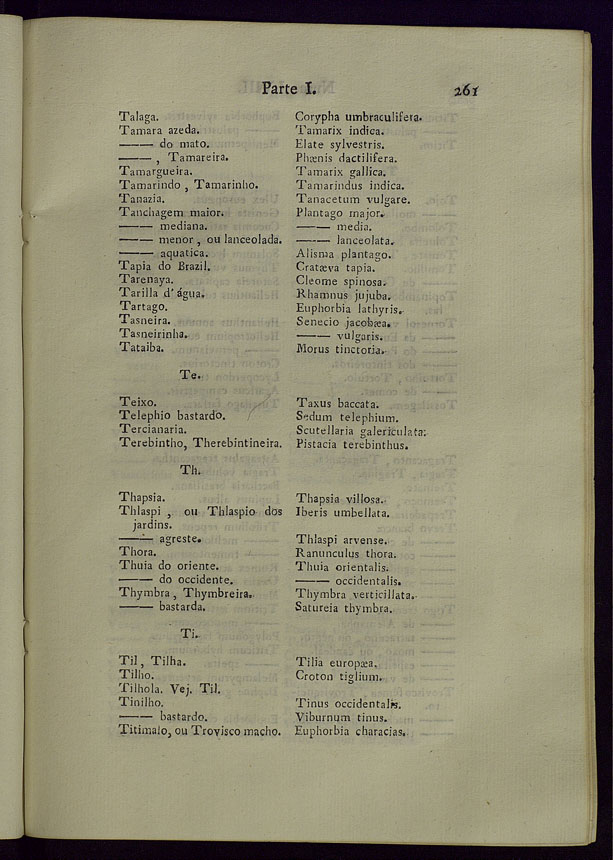 Parte I. 261
Talaga. Corypha umbraculifera.
Tamara azeda. Tamarix indica.
—— do mato. Elate sylvestris.
——, Tamareira. Phænis dactilifera.
Tamargueira. Tamarix gallica.
Tamarindo, Tamarinho. Tamarindus indica.
Tanazia. Tanacetum vulgare.
Tanchagem maior. Plantago major.
—— mediana. —— media.
—— menor, ou lanceolada. —— lanceolata.
—— aquatica. Alisma plantago.
Tapia do Brazil. Cratæva tapia.
Tarenaya. Cleome spinosa.
Tarilla d'água. Rhamnus jujuba.
Tartago. Euphorbia lathyris.
Tasneira. Senecio jacobæa.
Tasneirinha. —— vulgaris.
Tataiba. Morus tinctoria.
Te.
Teixo. Taxus baccata.
Telephio bastardo. Sedum telephium.
Tercianaria. Scutellaria galericulata.
Terebintho, Therebintineira. Pistacia terebinthus.
Th.
Thapsia. Thapsia villosa.
Thlaspi, ou Thlaspio dos Iberis umbellata.
jardins.
—— agreste. Thlaspi arvense.
Thora. Ranunculus thora.
Thuia do oriente. Thuia orientalis.
—— do occidente. —— occidentalis.
Thymbra, Thymbreira. Thymbra verticillata.
—— bastarda. Satureia thymbra.
Ti.
Til, Tilha. Tilia europæa.
Tilho. Croton tiglium.
Tilhola. Vej. Til.
Tinilho. Tinus occidentalis.
—— bastardo. Viburnum tinus.
Titimalo, ou Trovisco macho. Euphorbia characias.